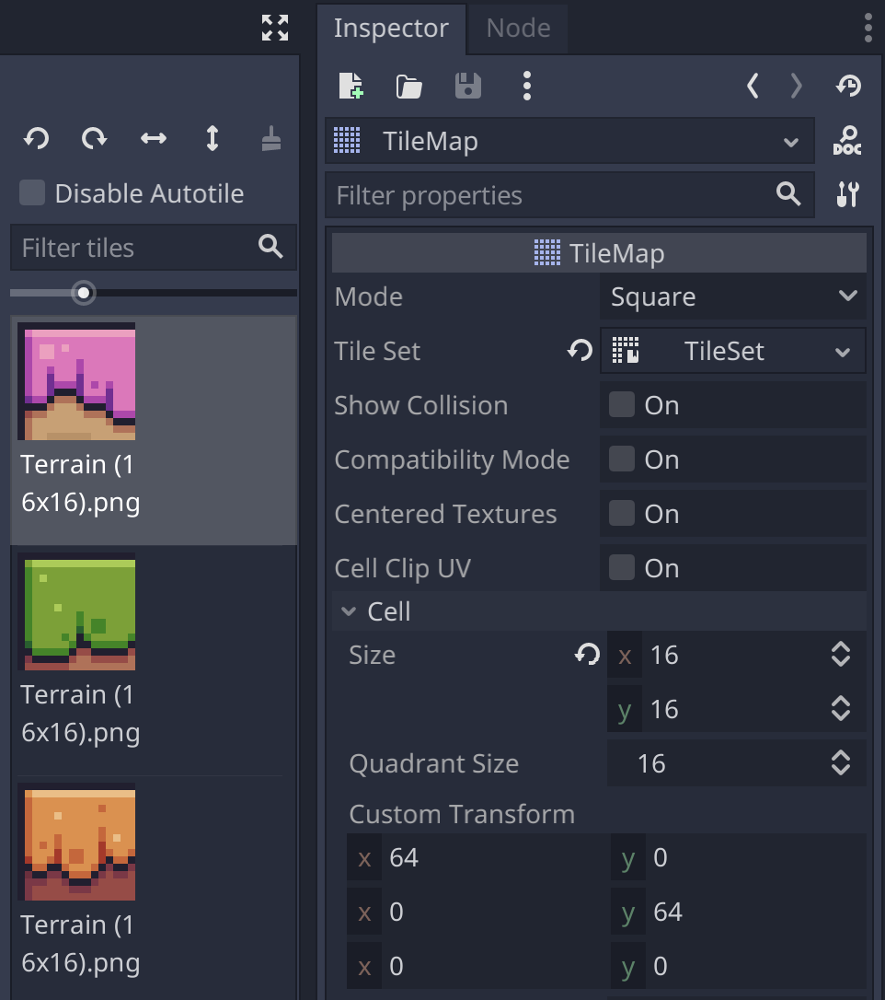 Inspector
Node
TileMap
DOC
Disable Autotile
Filter properties
Filter tiles
TileMap
Mode
Square
Tile Set
TileSet
Show Collision
On
Compatibility Mode
On
Centered Textures
On
Cell Clip UV
On
Cell
Size
x 16
y 16
Quadrant Size
16
Custom Transform
x 64 y 0
x 0 y 64
x 0 y 0
Terrain (1
6x16).png
Terrain (1
6x16).png
Terrain (1
6x16).png